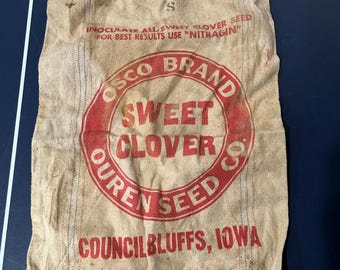 S
INOCULATE ALL SWEET CLOVER SEED
FOR BEST RESULTS USE "NITRAGIN"
OSCO BRAND
SWEET
CLOVER
OUREN SEED CO.
COUNCIL BLUFFS, IOWA